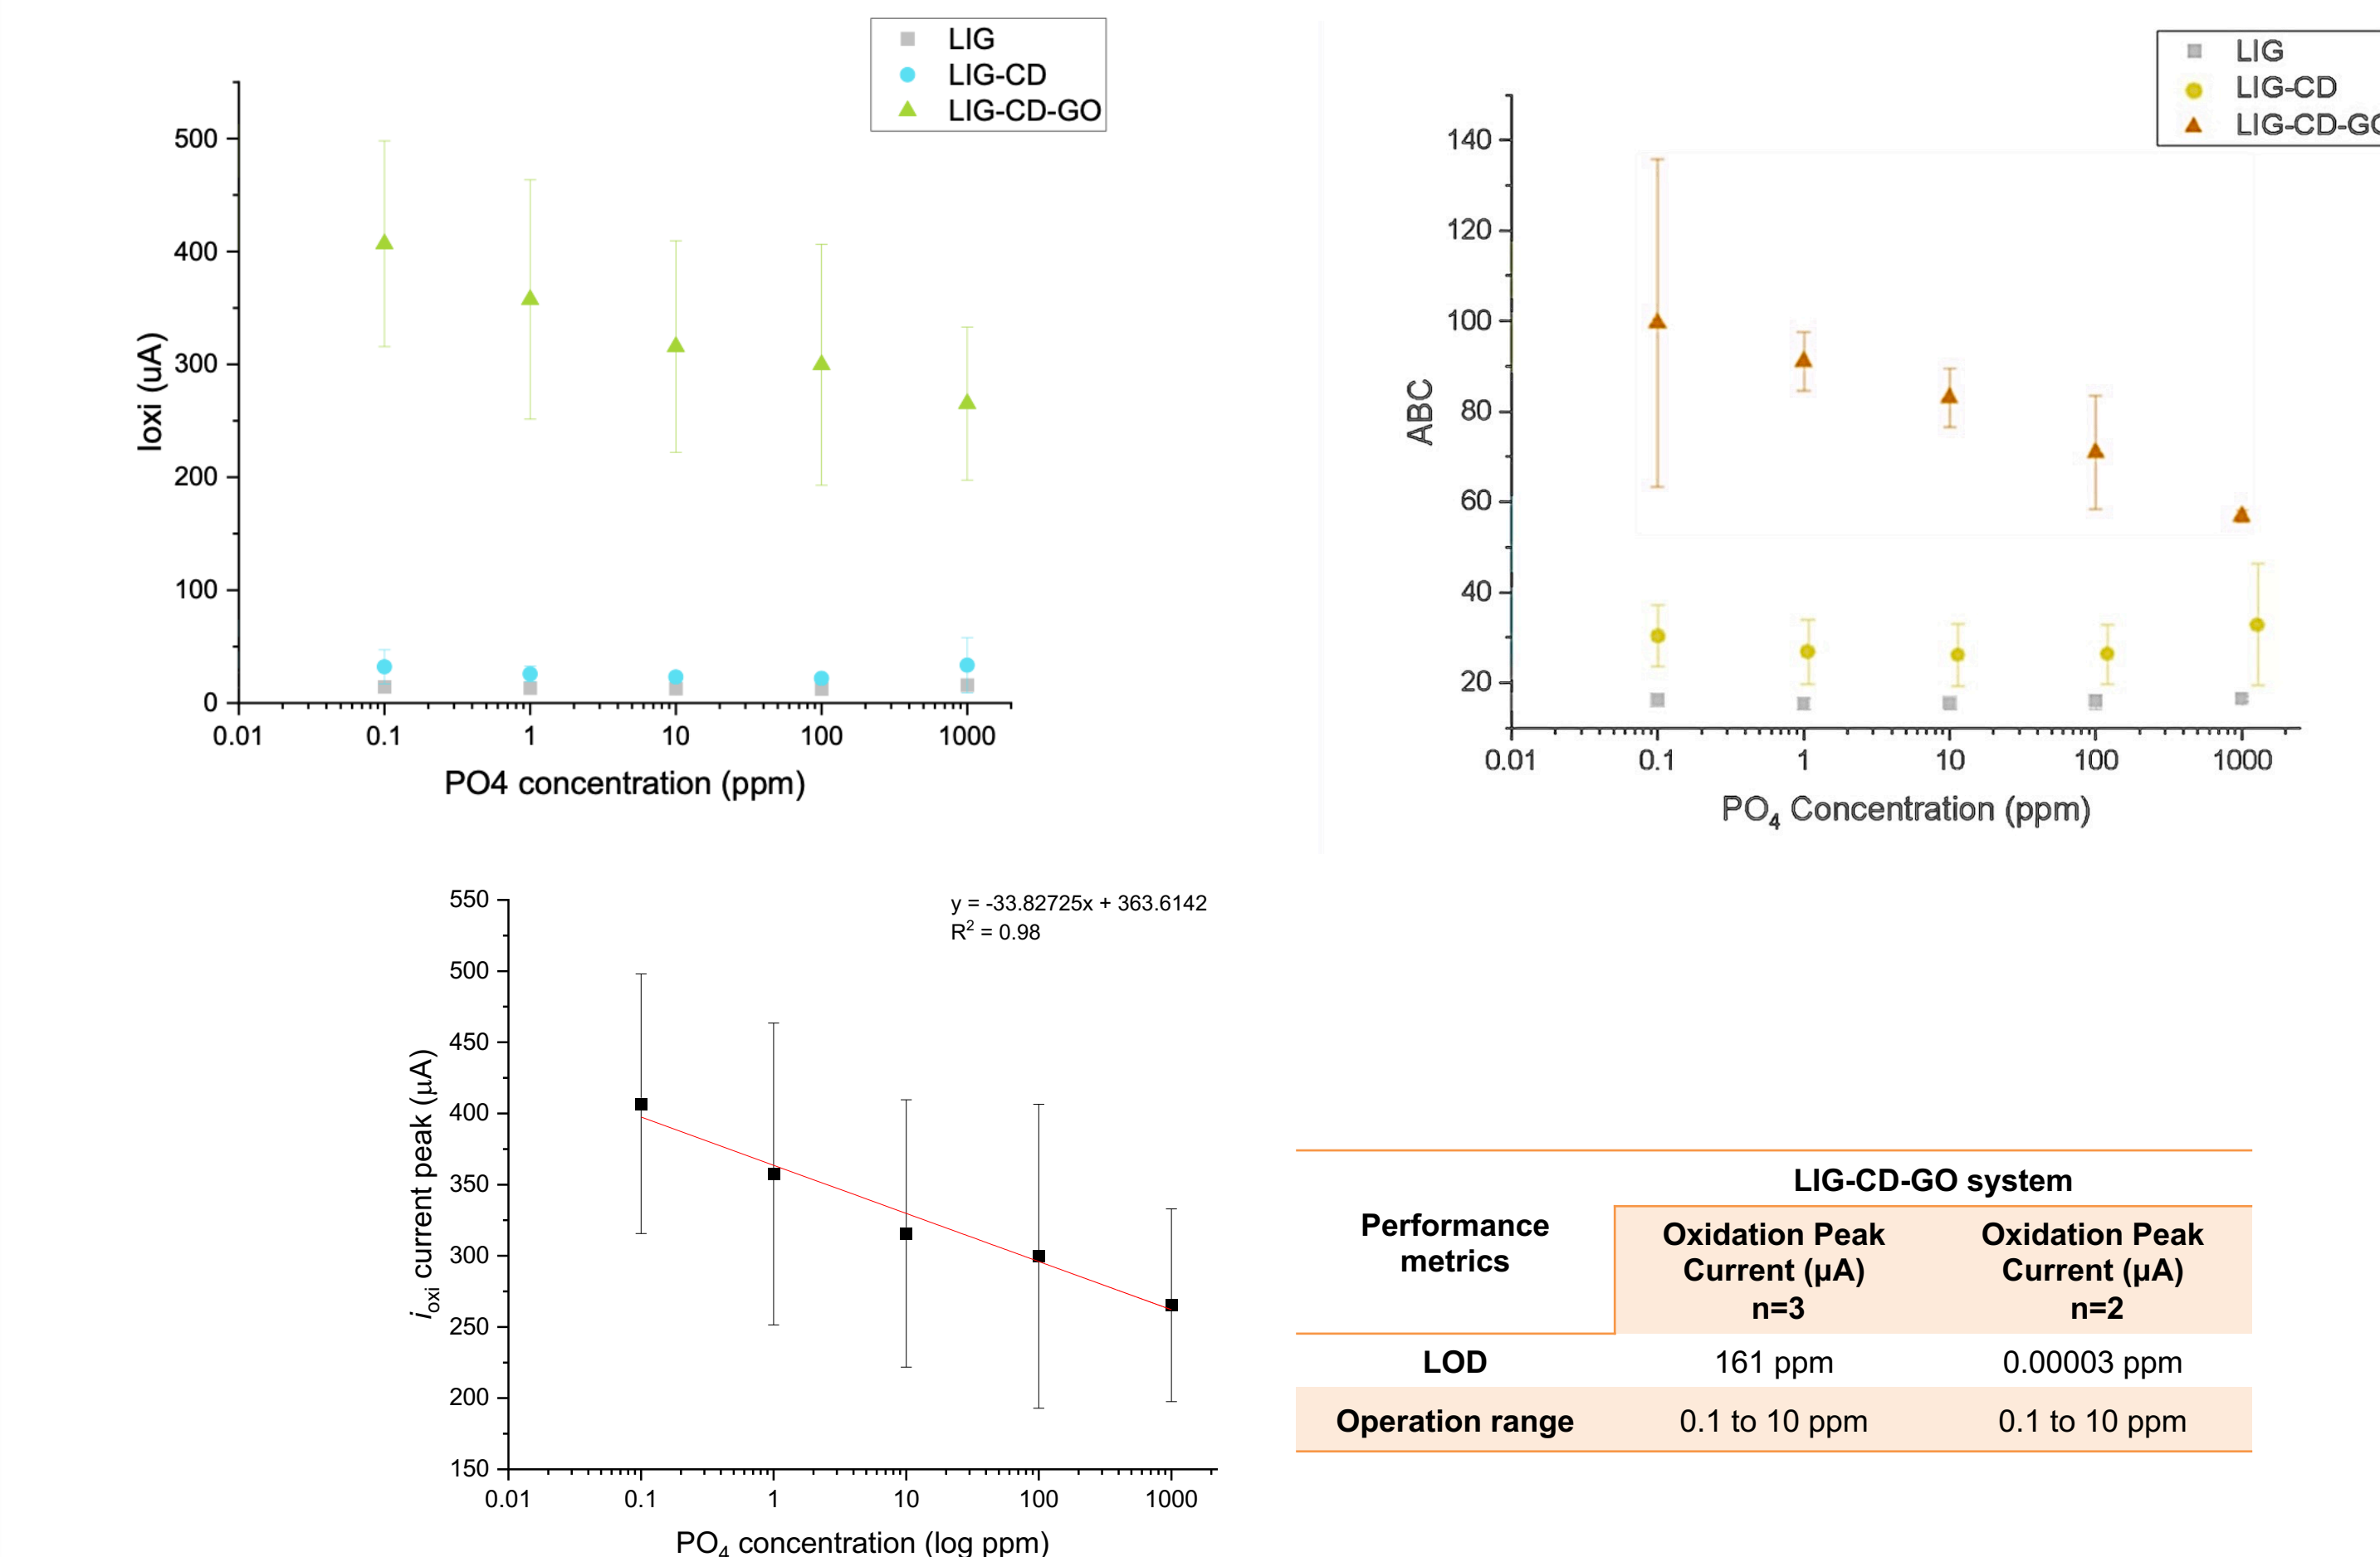 LIG
LIG-CD
LIG-CD-GO
500
400
300
200
100
0
Ioxi (uA)
0.01 0.1 1 10 100 1000
PO4 concentration (ppm)
LIG
LIG-CD
LIG-CD-GO
140
120
100
80
60
40
20
ABC
0.01 0.1 1 10 100 1000
PO4 Concentration (ppm)
y = -33.82725x + 363.6142
R2 = 0.98
550
500
450
400
350
300
250
200
150
ioxi current peak (µA)
0.01 0.1 1 10 100 1000
PO4 concentration (log ppm)
LIG-CD-GO system
Performance
metrics
Oxidation Peak
Current (µA)
n=3
Oxidation Peak
Current (µA)
n=2
LOD 161 ppm 0.00003 ppm
Operation range 0.1 to 10 ppm 0.1 to 10 ppm